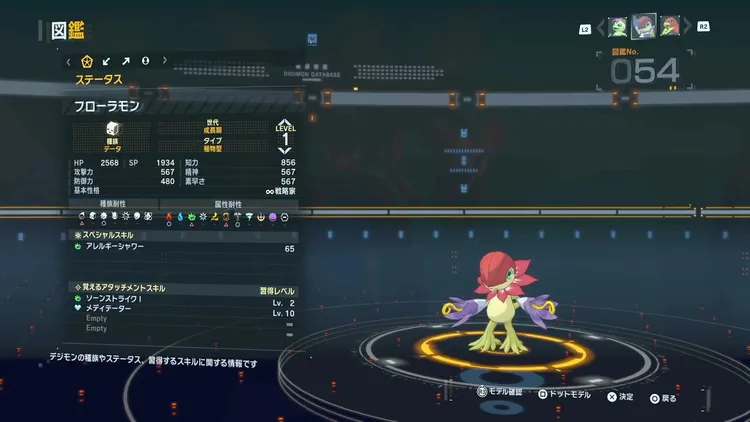 図鑑
L2
R2
図鑑No.
054
ステータス
DIGIMON DATABASE
フローラモン
種族
データ
世代
成長期
タイプ
植物型
LEVEL
1
HP 2568 SP 1934 知力 856
攻撃力 567 精神 567
防御力 480 素早さ 567
基本性格 戦略家
種族耐性 属性耐性
スペシャルスキル
アレルギーシャワー 65
覚えるアタッチメントスキル 習得レベル
ソーンストライクⅠ Lv. 2
メディテーター Lv. 10
Empty
Empty
デジモンの種族やステータス、習得するスキルに関する情報です
モデル確認 ドットモデル 決定 戻る